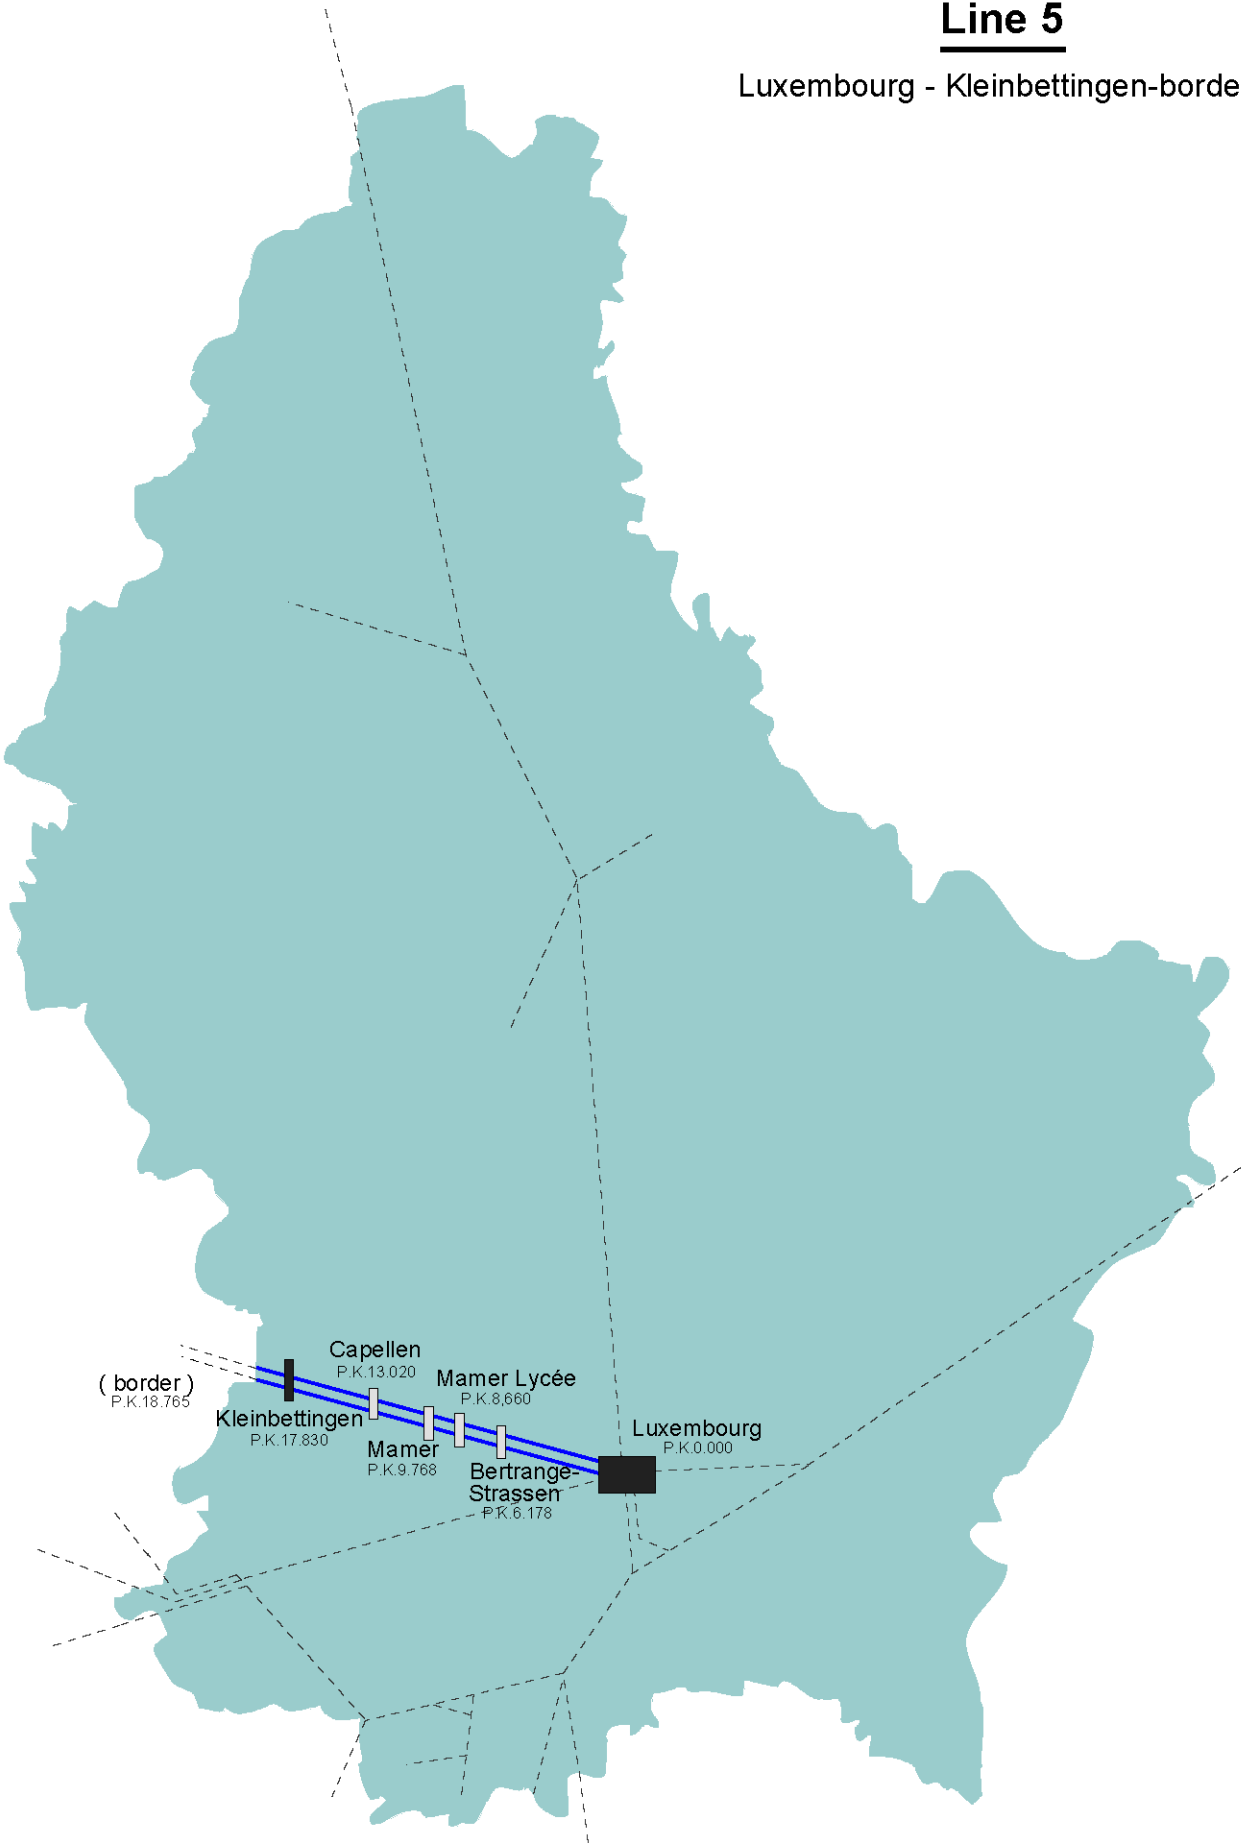 Line 5
Luxembourg - Kleinbettingen-borde
Capellen
P.K.13.020
( border )
P.K.18.765
Mamer Lycée
P.K.8,660
Kleinbettingen
P.K.17.830
Luxembourg
P.K.0.000
Mamer
P.K.9.768
Bertrange-
Strassen
P.K.6.178